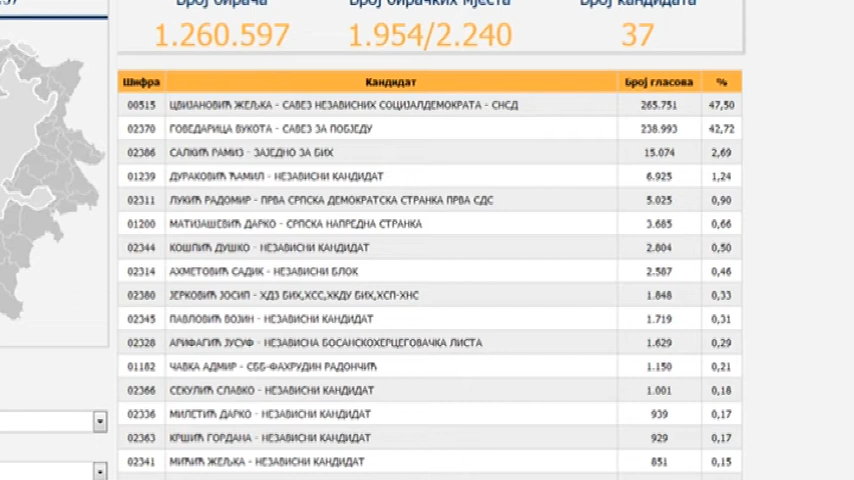 Број бирача Број бирачких мјеста Број кандидата
1.260.597 1.954/2.240 37
Шифра Кандидат Број гласова %
00515 ЦВИЈАНОВИЋ ЖЕЉКА - САВЕЗ НЕЗАВИСНИХ СОЦИЈАЛДЕМОКРАТА - СНСД 265.751 47,50
02370 ГОВЕДАРИЦА ВУКОТА - САВЕЗ ЗА ПОБЈЕДУ 238.993 42,72
02386 САЛКИЋ РАМИЗ - ЗАЈЕДНО ЗА БИХ 15.074 2,69
01239 ДУРАКОВИЋ ЋАМИЛ - НЕЗАВИСНИ КАНДИДАТ 6.925 1,24
02311 ЛУКИЋ РАДОМИР - ПРВА СРПСКА ДЕМОКРАТСКА СТРАНКА ПРВА СДС 5.025 0,90
01200 МАТИЈАШЕВИЋ ДАРКО - СРПСКА НАПРЕДНА СТРАНКА 3.685 0,66
02344 КОШПИЋ ДУШКО - НЕЗАВИСНИ КАНДИДАТ 2.804 0,50
02314 АХМЕТОВИЋ САДИК - НЕЗАВИСНИ БЛОК 2.587 0,46
02380 ЈЕРКОВИЋ ЈОСИП - ХДЗ БИХ,ХСС,ХКДУ БИХ,ХСП-ХНС 1.848 0,33
02345 ПАВЛОВИЋ ВОЈИН - НЕЗАВИСНИ КАНДИДАТ 1.719 0,31
02328 АРИФАГИЋ ЈУСУФ - НЕЗАВИСНА БОСАНСКОХЕРЦЕГОВАЧКА ЛИСТА 1.629 0,29
01182 ЧАВКА АДМИР - СББ-ФАХРУДИН РАДОНЧИЋ 1.150 0,21
02366 СЕКУЛИЋ СЛАВКО - НЕЗАВИСНИ КАНДИДАТ 1.001 0,18
02336 МИЛЕТИЋ ДАРКО - НЕЗАВИСНИ КАНДИДАТ 939 0,17
02363 КРШИЋ ГОРДАНА - НЕЗАВИСНИ КАНДИДАТ 929 0,17
02341 МИЋИЋ ЖЕЉКА - НЕЗАВИСНИ КАНДИДАТ 851 0,15